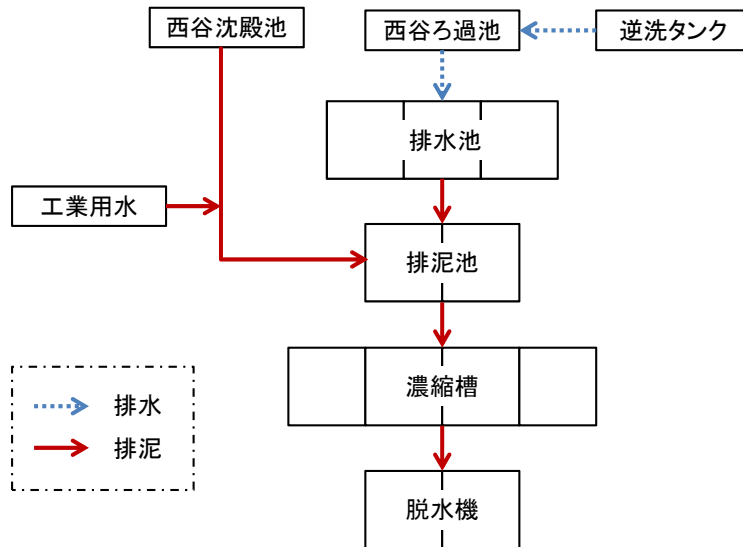 西谷沈殿池
西谷ろ過池
逆洗タンク
排水池
工業用水
排泥池
濃縮槽
排水
排泥
脱水機